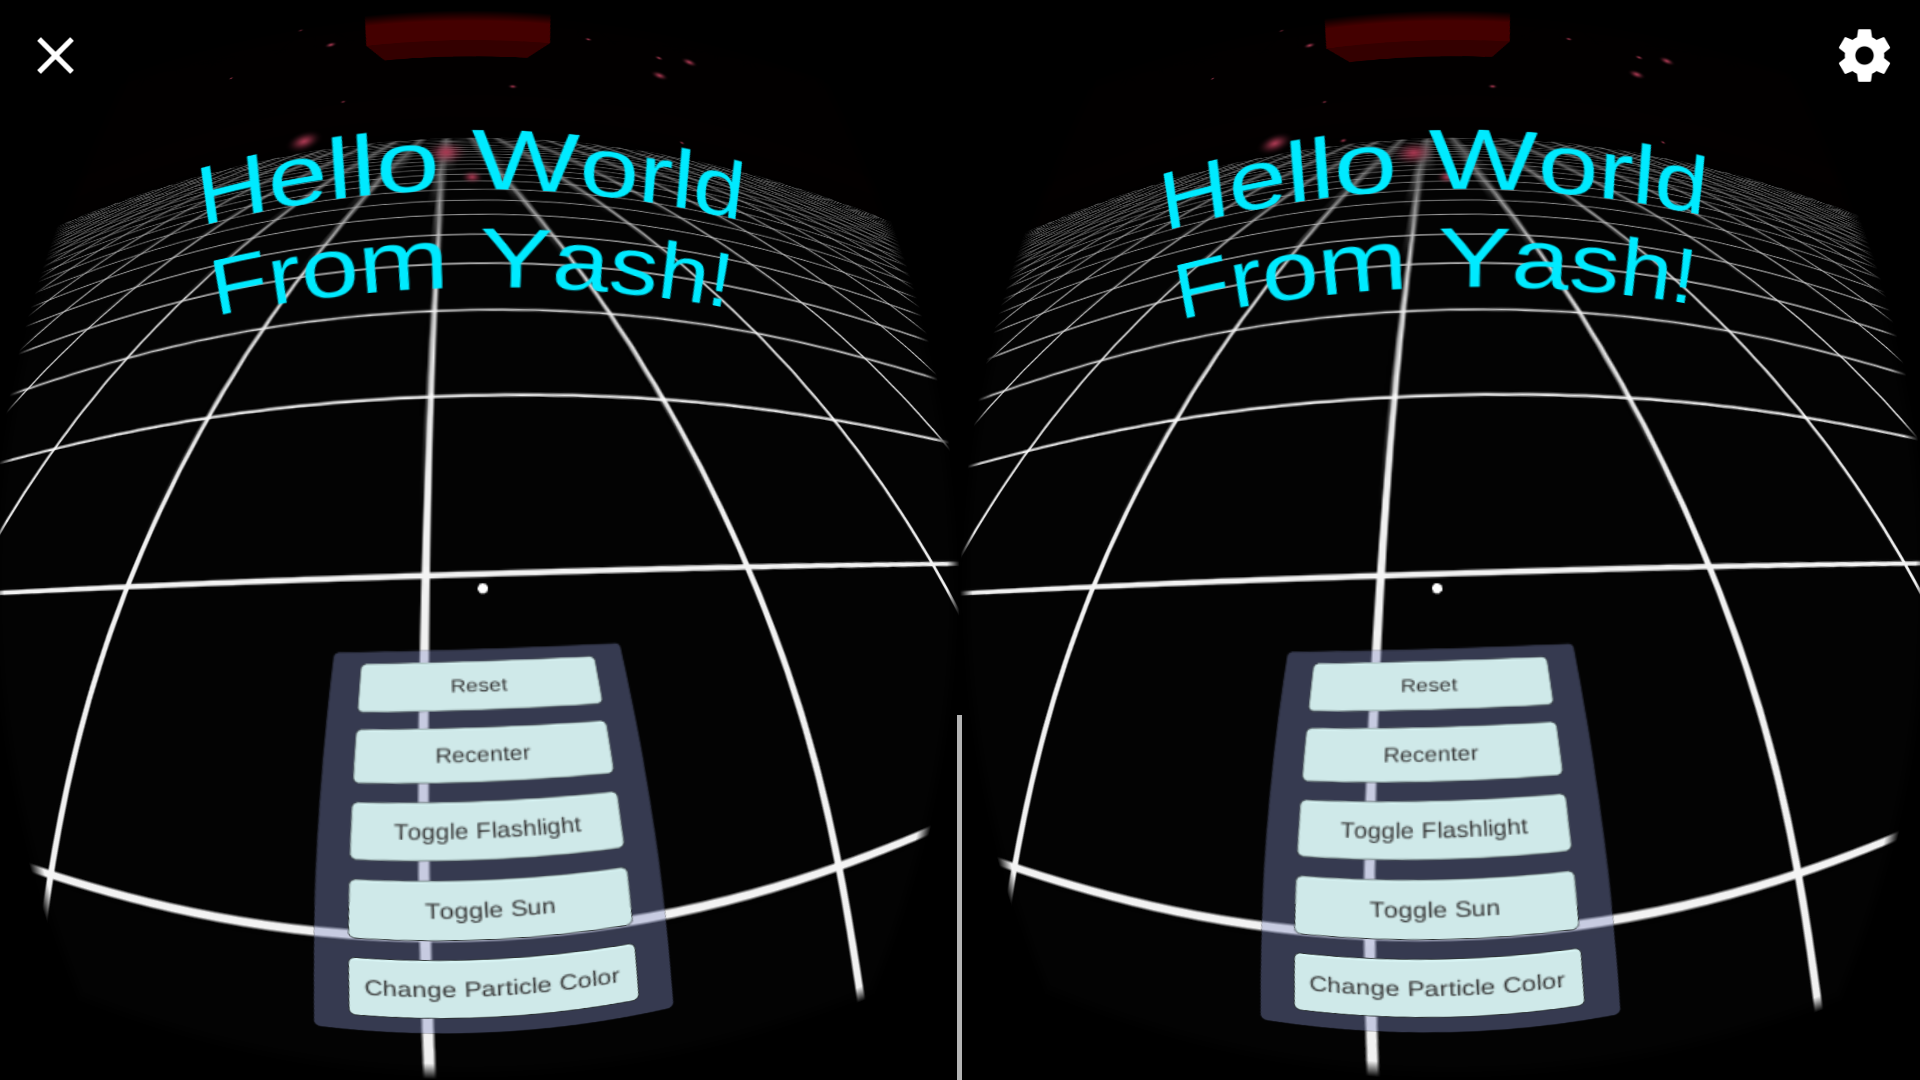 Hello World
From Yash!
Reset
Recenter
Toggle Flashlight
Toggle Sun
Change Particle Color
Hello World
From Yash!
Reset
Recenter
Toggle Flashlight
Toggle Sun
Change Particle Color